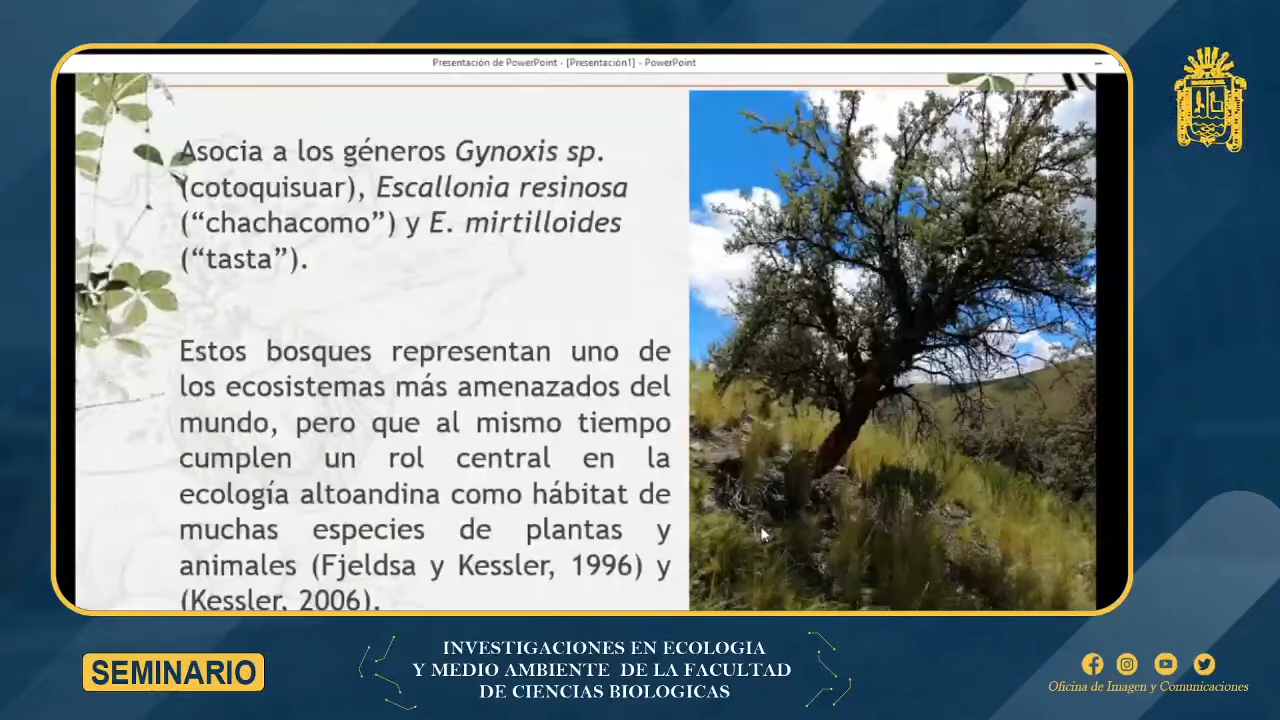 Presentación de PowerPoint - [Presentación1] - PowerPoint
Asocia a los géneros Gynoxis sp.
(cotoquisuar), Escallonia resinosa
(“chachacomo”) y E. mirtilloides
(“tasta”).
Estos bosques representan uno de
los ecosistemas más amenazados del
mundo, pero que al mismo tiempo
cumplen un rol central en la
ecología altoandina como hábitat de
muchas especies de plantas y
animales (Fjeldsa y Kessler, 1996) y
(Kessler, 2006).
SEMINARIO
INVESTIGACIONES EN ECOLOGIA
Y MEDIO AMBIENTE DE LA FACULTAD
DE CIENCIAS BIOLOGICAS
Oficina de Imagen y Comunicaciones